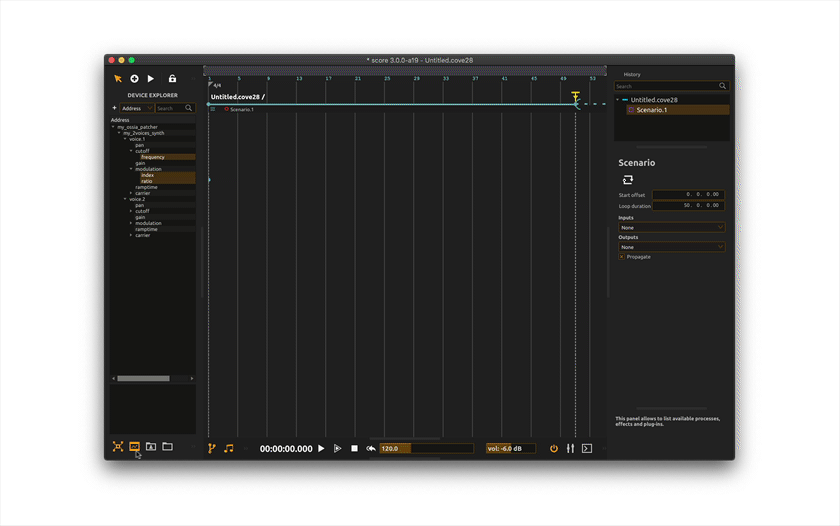 * score 3.0.0-a19 - Untitled.cove28
DEVICE EXPLORER
+ Address Search
Address
my_ossia_patcher
my_2voices_synth
voice.1
pan
cutoff
frequency
gain
modulation
index
ratio
ramptime
carrier
voice.2
pan
cutoff
gain
modulation
ramptime
carrier
1 5 9 13 17 21 25 29 33 37 41 45 49 53
4/4
Untitled.cove28 /
Scenario.1
00:00:00.000
120.0
vol: -6.0 dB
History
Search
Untitled.cove28
Scenario.1
Scenario
Start offset 0. 0. 0.00
Loop duration 50. 0. 0.00
Inputs
None
Outputs
None
x Propagate
This panel allows to list available processes,
effects and plug-ins.